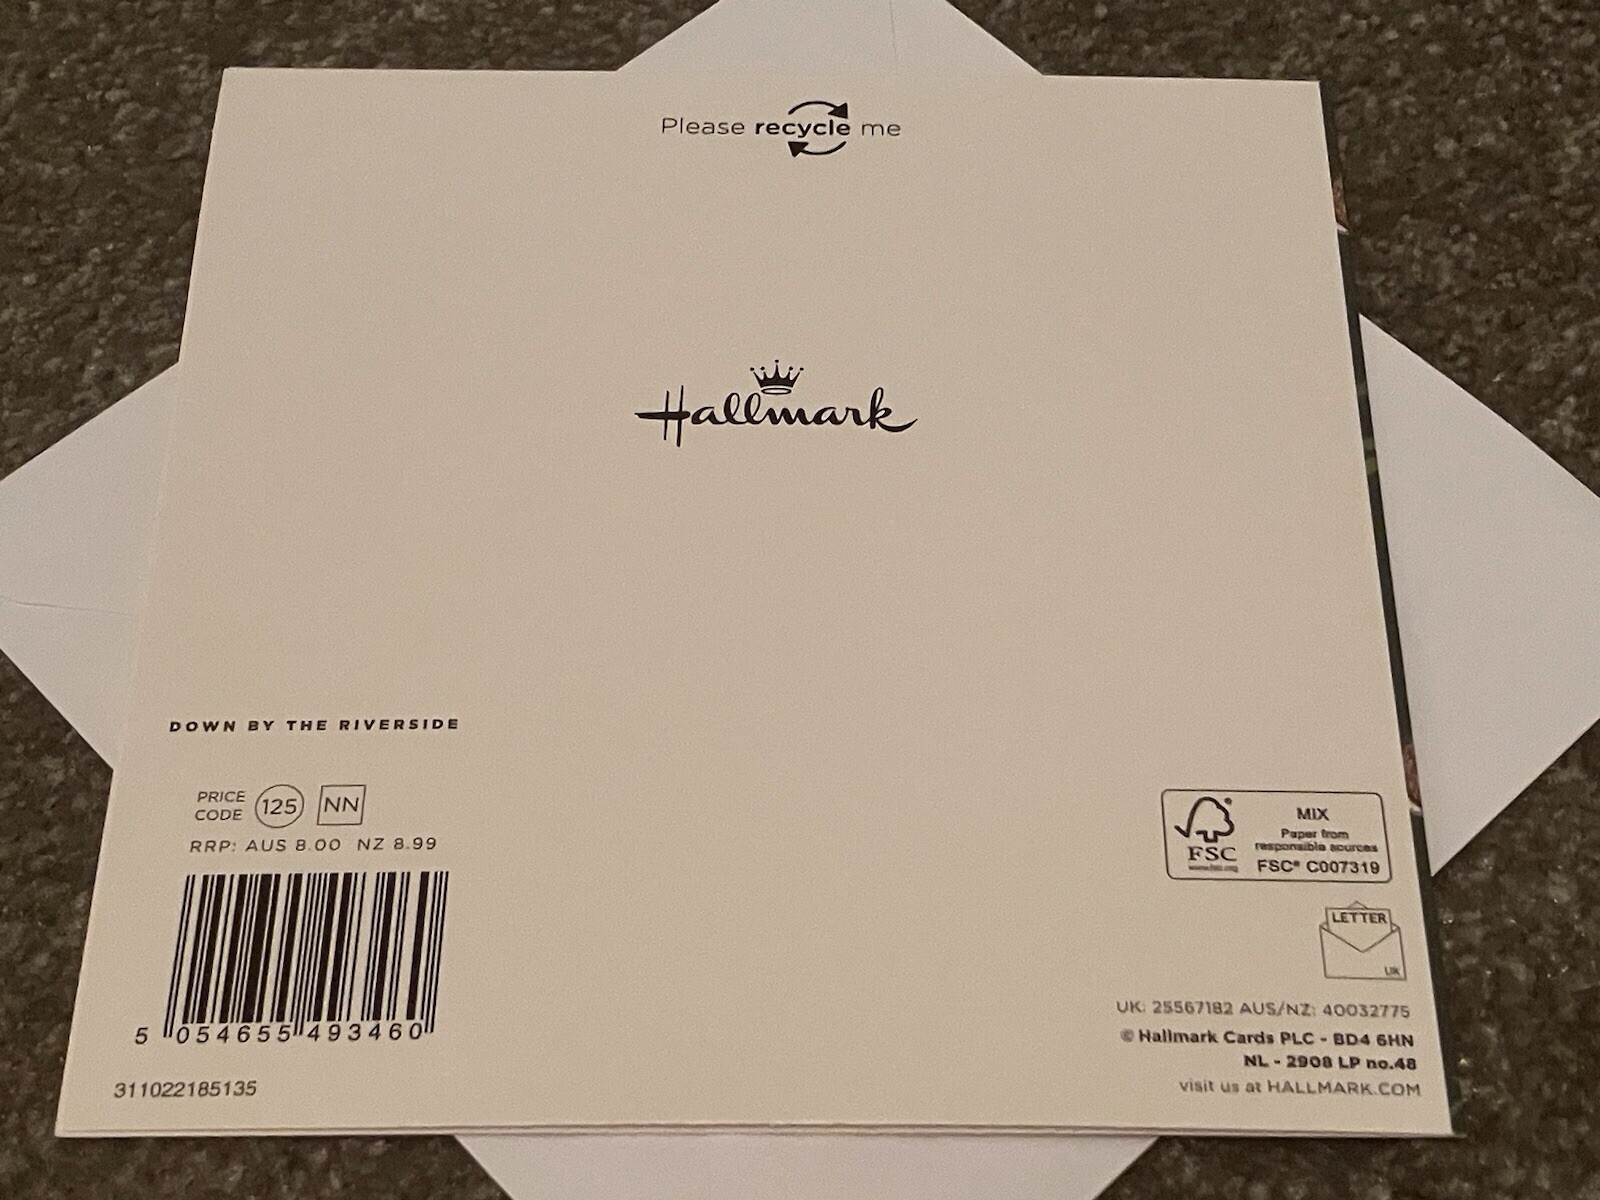 Please recycle me
Hallmark
DOWN BY THE RIVERSIDE
PRICE
CODE 125 NN
RRP: AUS 8.00 NZ 8.99
5 054655 493460
311022185135
FSC
MIX
Paper from
responsible sources
FSC® C007319
LETTER
UK
UK: 25567182 AUS/NZ: 40032775
© Hallmark Cards PLC - BD4 6HN
NL - 2908 LP no.48
visit us at HALLMARK.COM